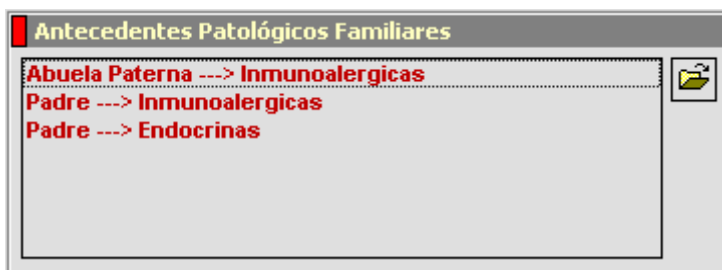 Antecedentes Patológicos Familiares
Abuela Paterna ---> Inmunoalergicas
Padre ---> Inmunoalergicas
Padre ---> Endocrinas